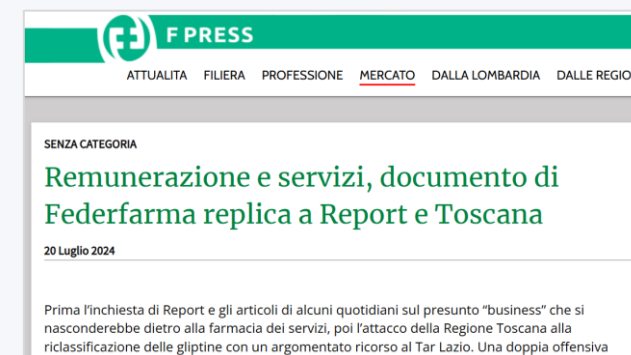 F PRESS
ATTUALITA FILIERA PROFESSIONE MERCATO DALLA LOMBARDIA DALLE REGIO
SENZA CATEGORIA
Remunerazione e servizi, documento di
Federfarma replica a Report e Toscana
20 Luglio 2024
Prima l’inchiesta di Report e gli articoli di alcuni quotidiani sul presunto “business” che si
nasconderebbe dietro alla farmacia dei servizi, poi l’attacco della Regione Toscana alla
riclassificazione delle gliptine con un argomentato ricorso al Tar Lazio. Una doppia offensiva